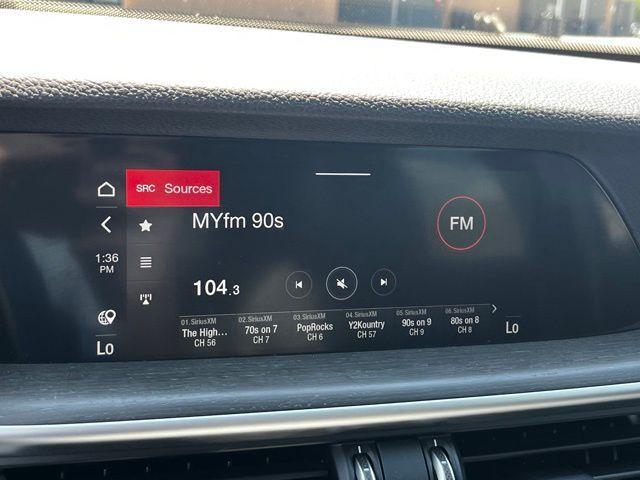 SRC Sources
MYfm 90s
FM
1:36
PM
104.3
01.SiriusXM
The High...
CH 56
02.SiriusXM
70s on 7
CH 7
03.SiriusXM
PopRocks
CH 6
04.SiriusXM
Y2Kountry
CH 57
05.SiriusXM
90s on 9
CH 9
06.SiriusXM
80s on 8
CH 8
Lo
Lo